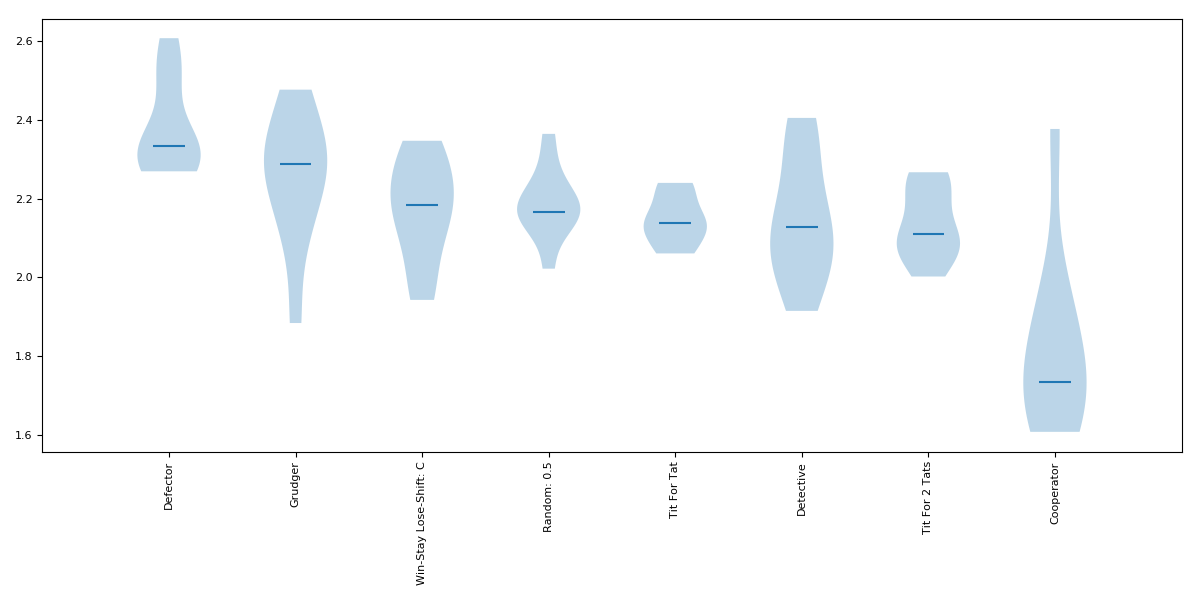 2.6
2.4
2.2
2.0
1.8
1.6
Defector
Grudger
Win-Stay Lose-Shift: C
Random: 0.5
Tit For Tat
Detective
Tit For 2 Tats
Cooperator